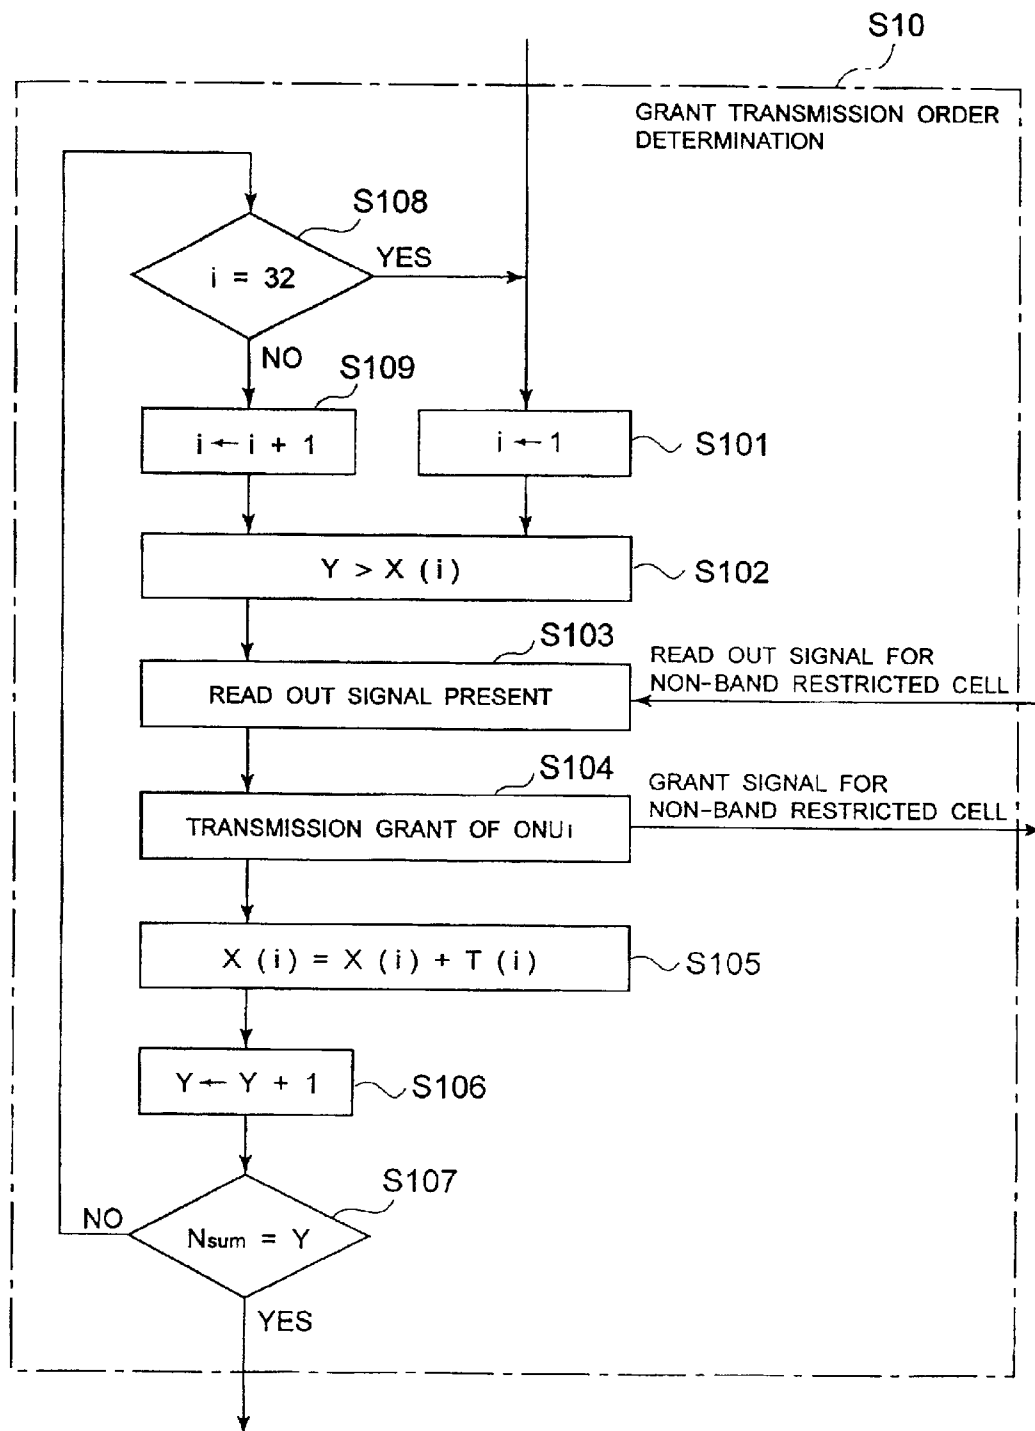 S10
GRANT TRANSMISSION ORDER
DETERMINATION
S108
i = 32
YES
NO
S109
i ← i + 1
i ← 1
S101
Y > X (i)
S102
S103
READ OUT SIGNAL PRESENT
READ OUT SIGNAL FOR
NON-BAND RESTRICTED CELL
S104
TRANSMISSION GRANT OF ONUi
GRANT SIGNAL FOR
NON-BAND RESTRICTED CELL
X (i) = X (i) + T (i)
S105
Y ← Y + 1
S106
S107
NO
Nsum = Y
YES